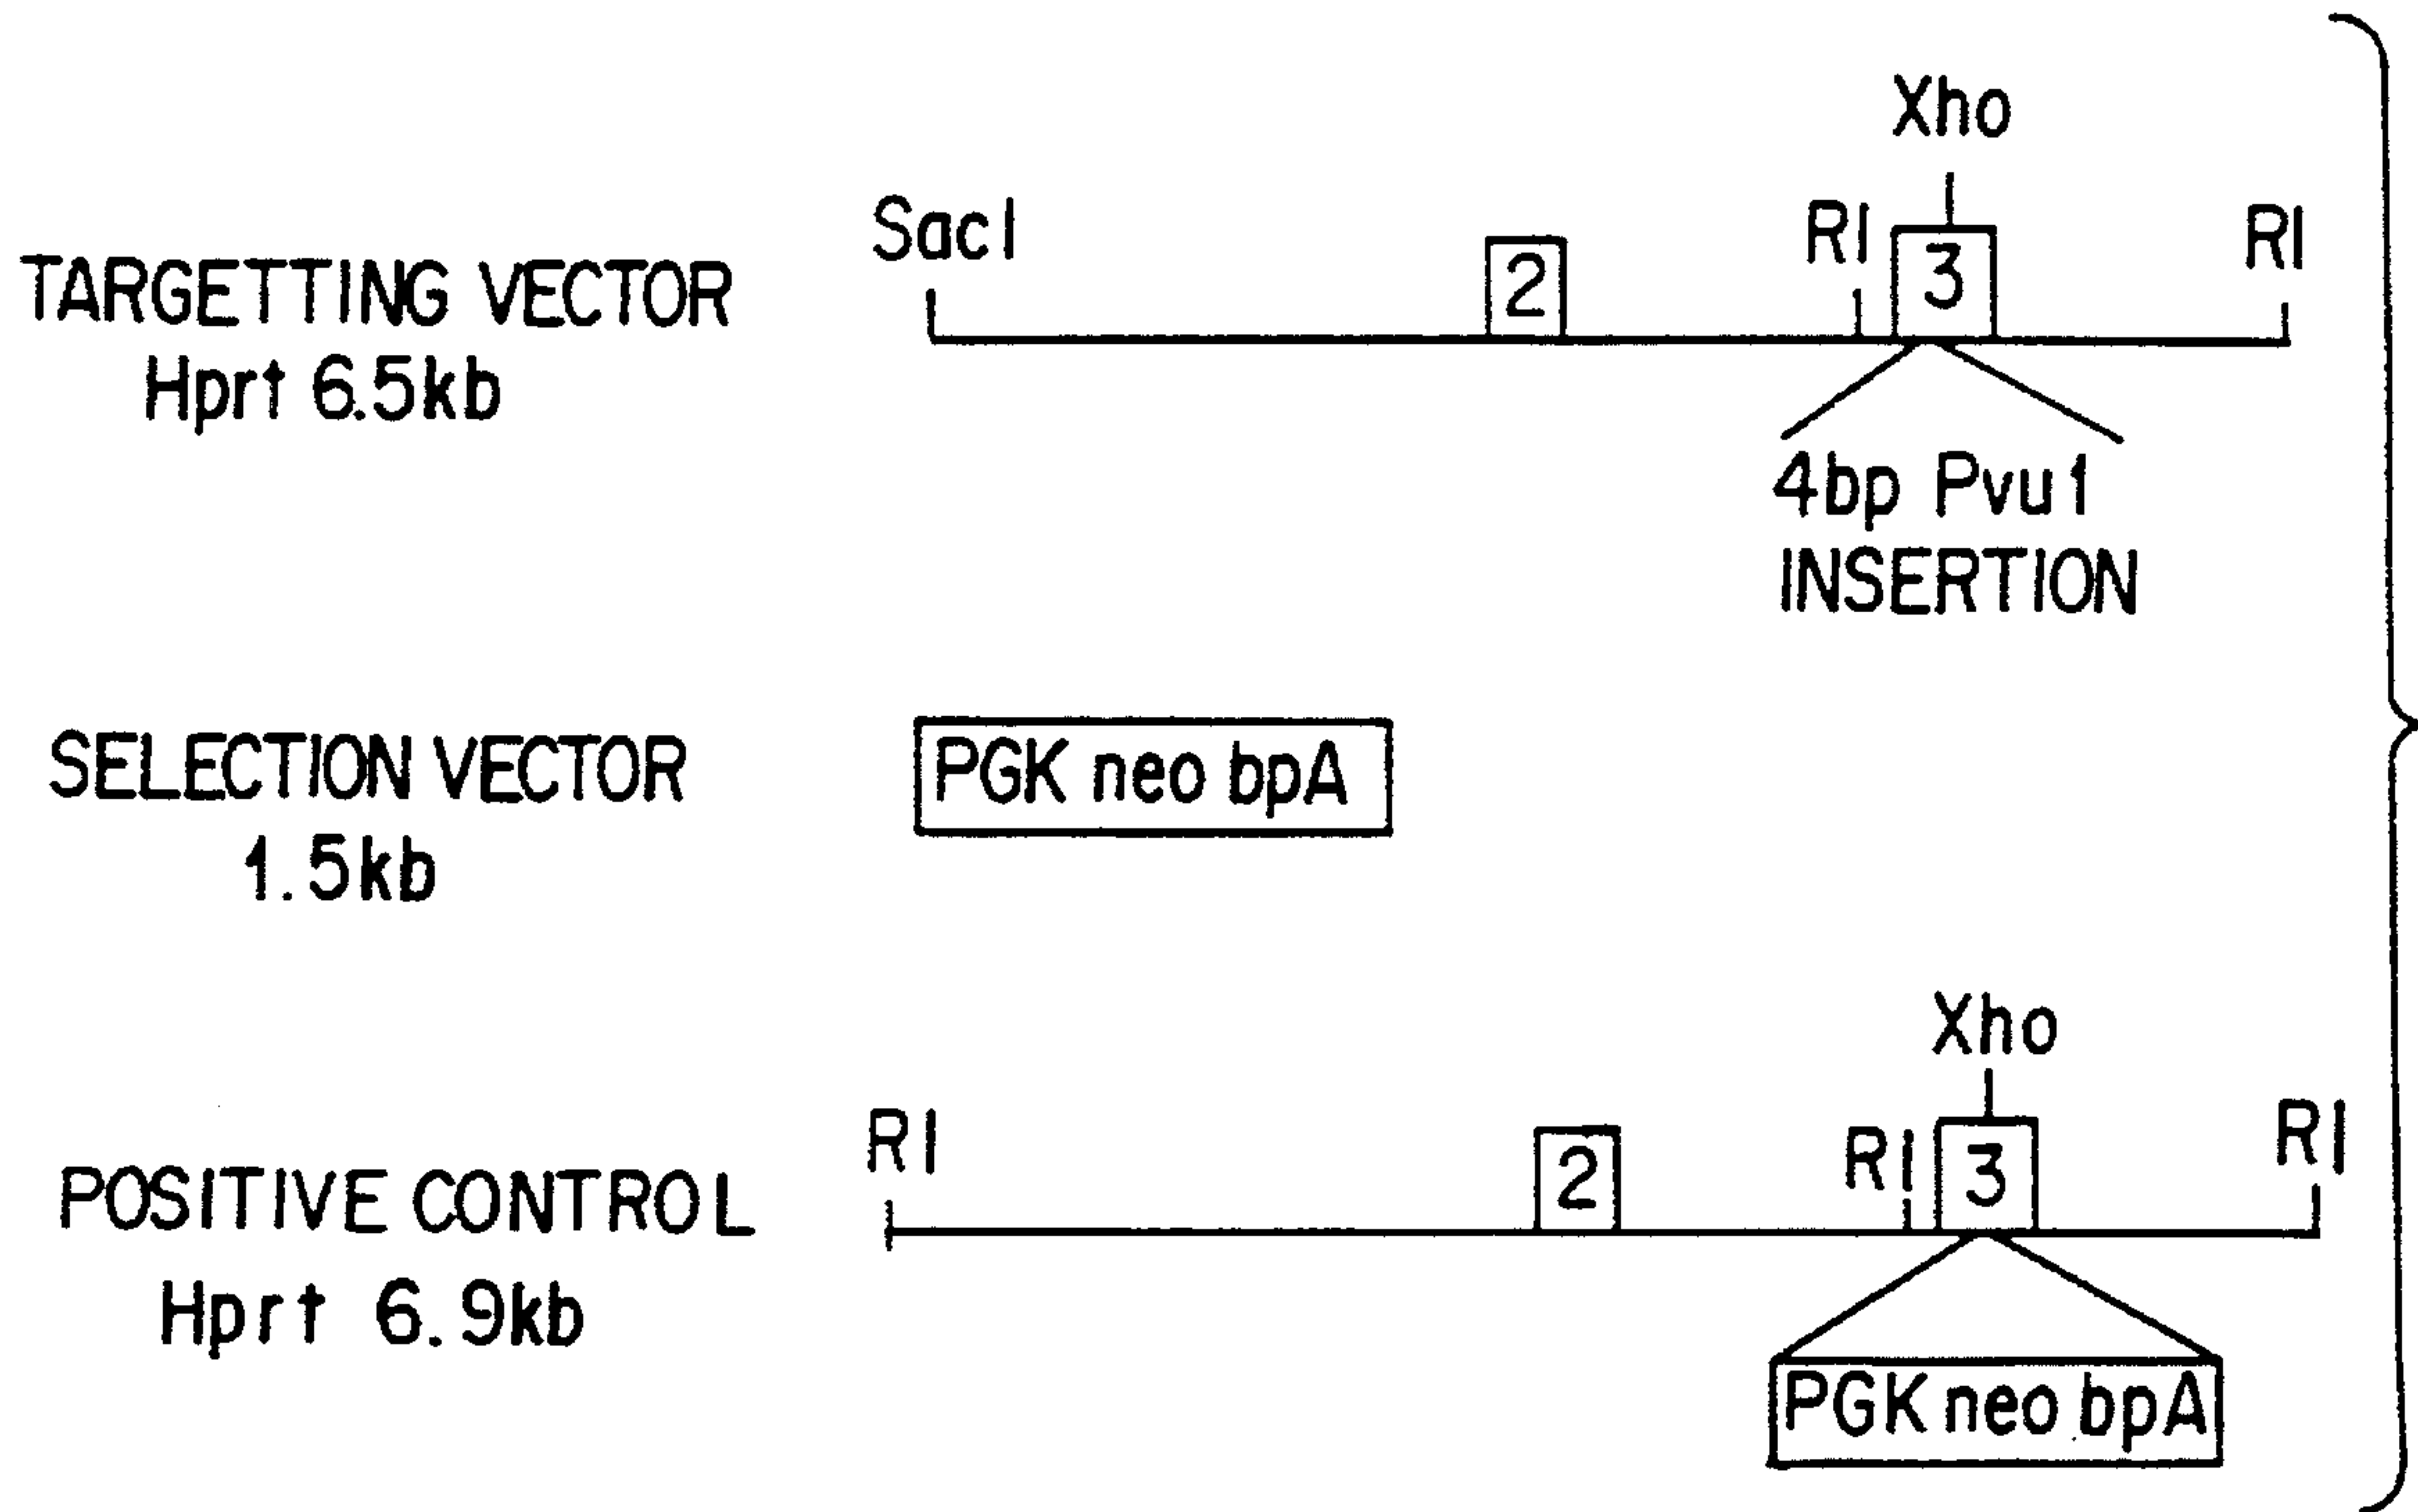 Xho
SacI
RI
RI
2
3
TARGETTING VECTOR
Hprt 6.5kb
4bp Pvu1
INSERTION
SELECTION VECTOR
PGK neo bpA
1.5kb
Xho
RI
RI
RI
2
3
POSITIVE CONTROL
Hprt 6.9kb
PGK neo bpA